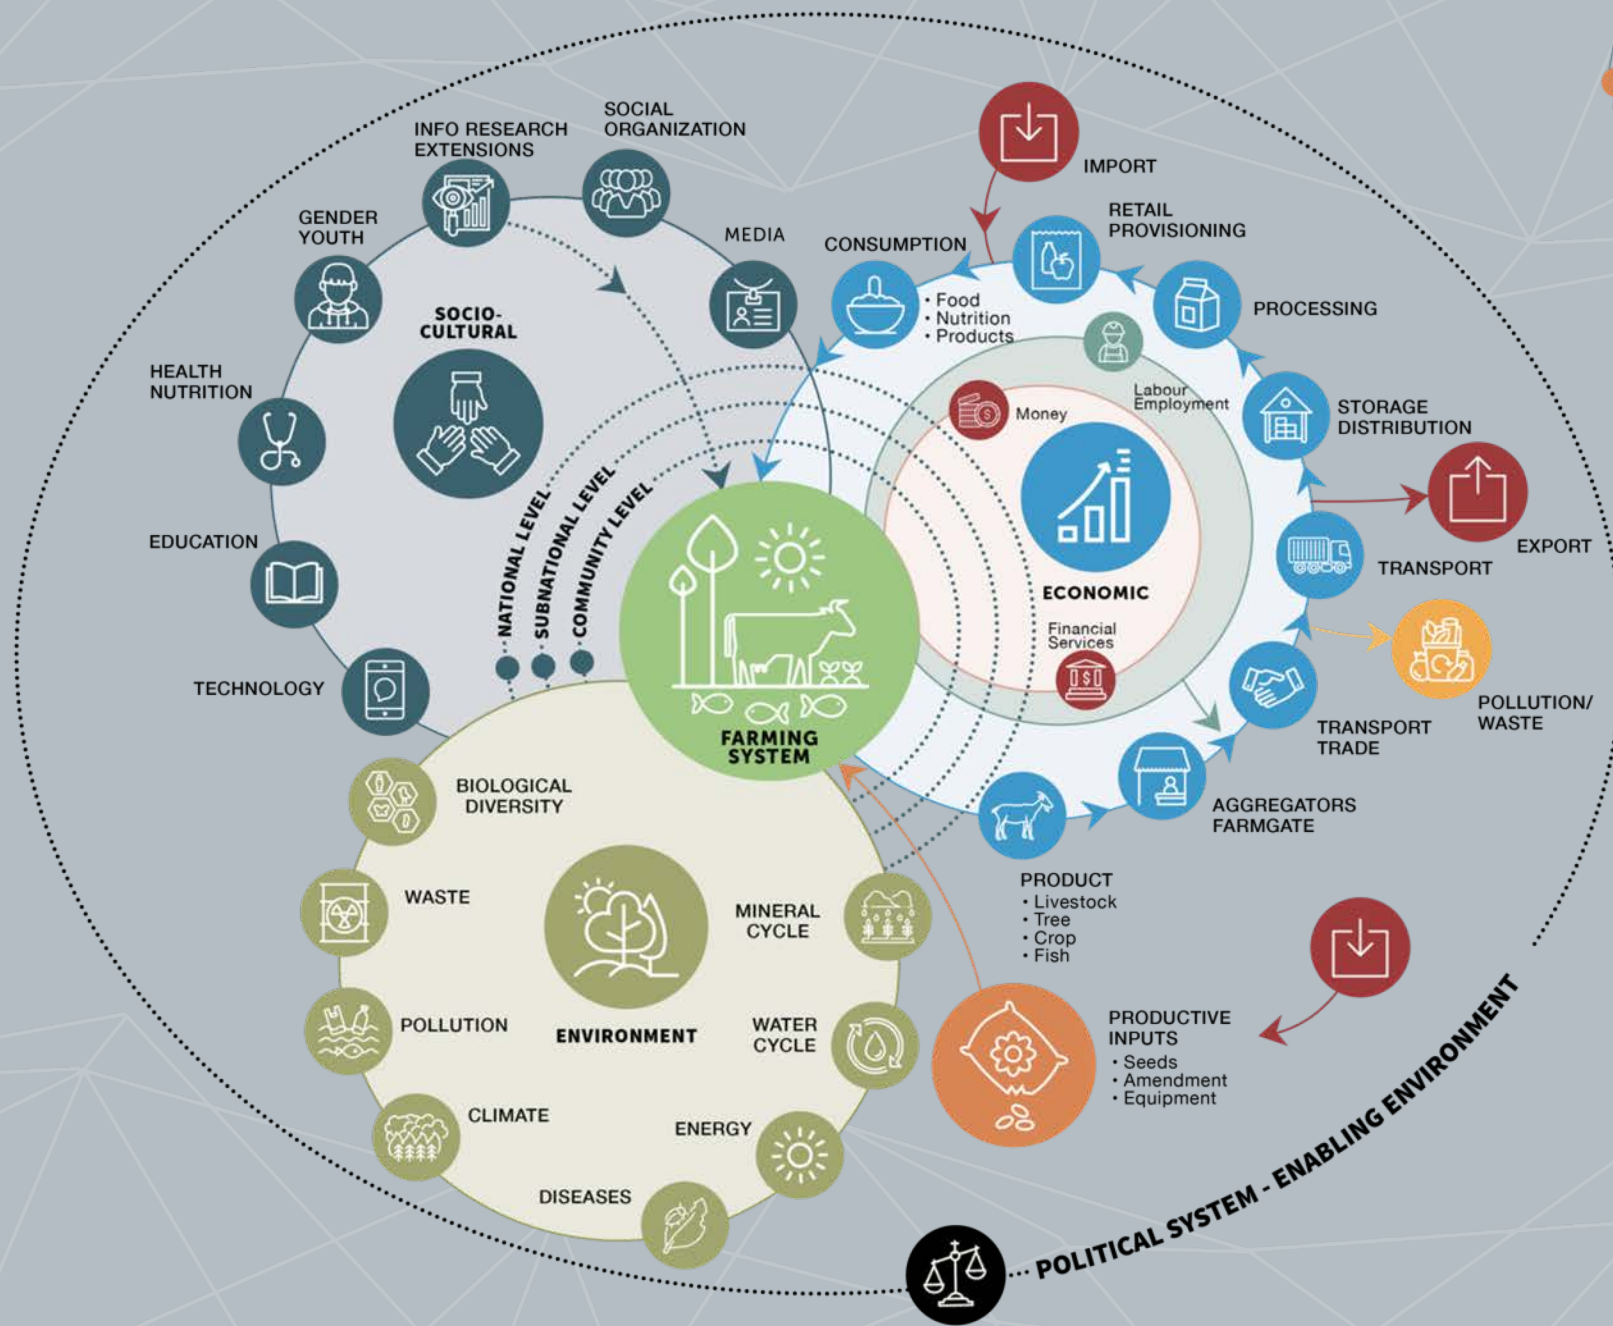 SOCIAL
ORGANIZATION
INFO RESEARCH
EXTENSIONS
GENDER
YOUTH
MEDIA
HEALTH
NUTRITION
SOCIO-
CULTURAL
EDUCATION
TECHNOLOGY
NATIONAL LEVEL
SUBNATIONAL LEVEL
COMMUNITY LEVEL
IMPORT
RETAIL
PROVISIONING
CONSUMPTION
• Food
• Nutrition
• Products
PROCESSING
STORAGE
DISTRIBUTION
Labour
Employment
Money
ECONOMIC
Financial
Services
EXPORT
TRANSPORT
POLLUTION/
WASTE
TRANSPORT
TRADE
AGGREGATORS
FARMGATE
PRODUCT
• Livestock
• Tree
• Crop
• Fish
FARMING
SYSTEM
BIOLOGICAL
DIVERSITY
WASTE
POLLUTION
CLIMATE
DISEASES
ENERGY
WATER
CYCLE
MINERAL
CYCLE
ENVIRONMENT
PRODUCTIVE
INPUTS
• Seeds
• Amendment
• Equipment
POLITICAL SYSTEM - ENABLING ENVIRONMENT